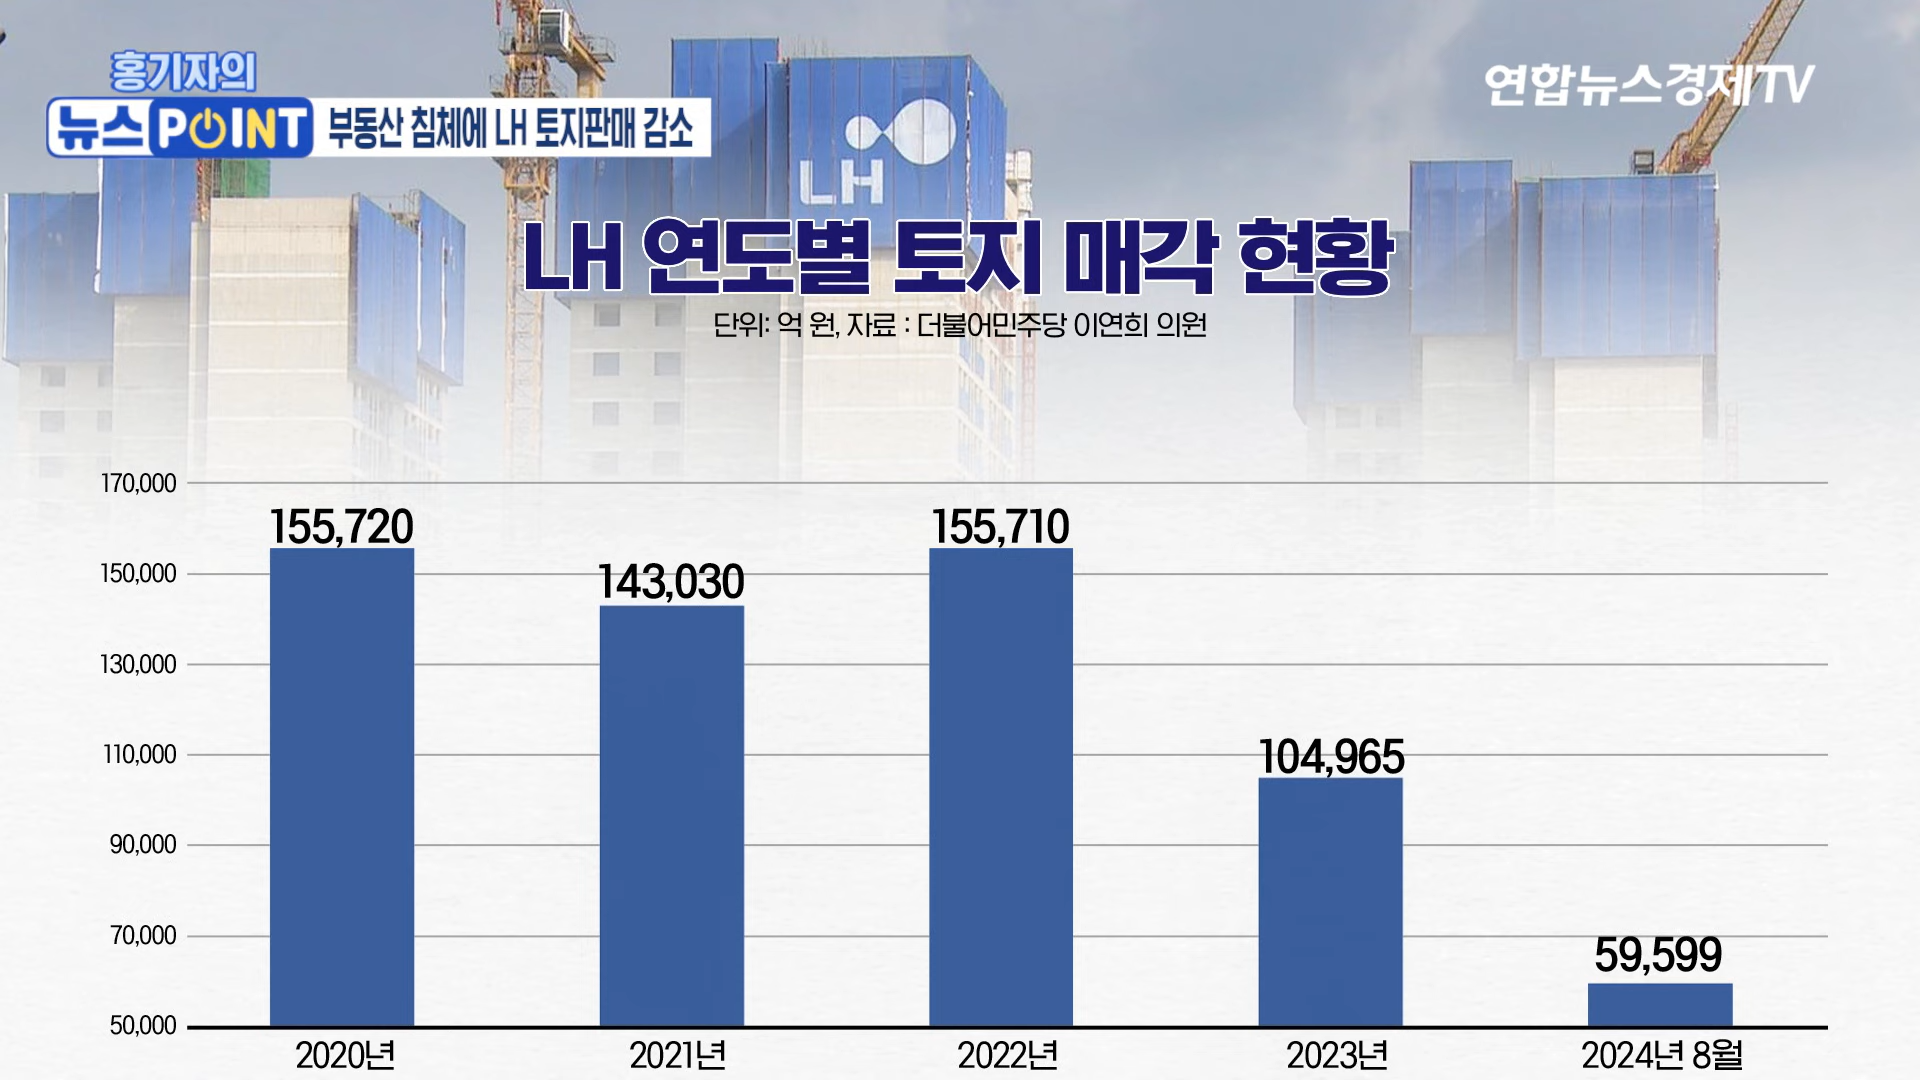 홍기자의
뉴스POINT 부동산 침체에 LH 토지판매 감소
연합뉴스경제TV
LH
LH 연도별 토지 매각 현황
단위: 억 원, 자료 : 더불어민주당 이연희 의원
170,000
155,720
155,710
150,000
143,030
130,000
110,000
104,965
90,000
70,000
59,599
50,000
2020년 2021년 2022년 2023년 2024년 8월